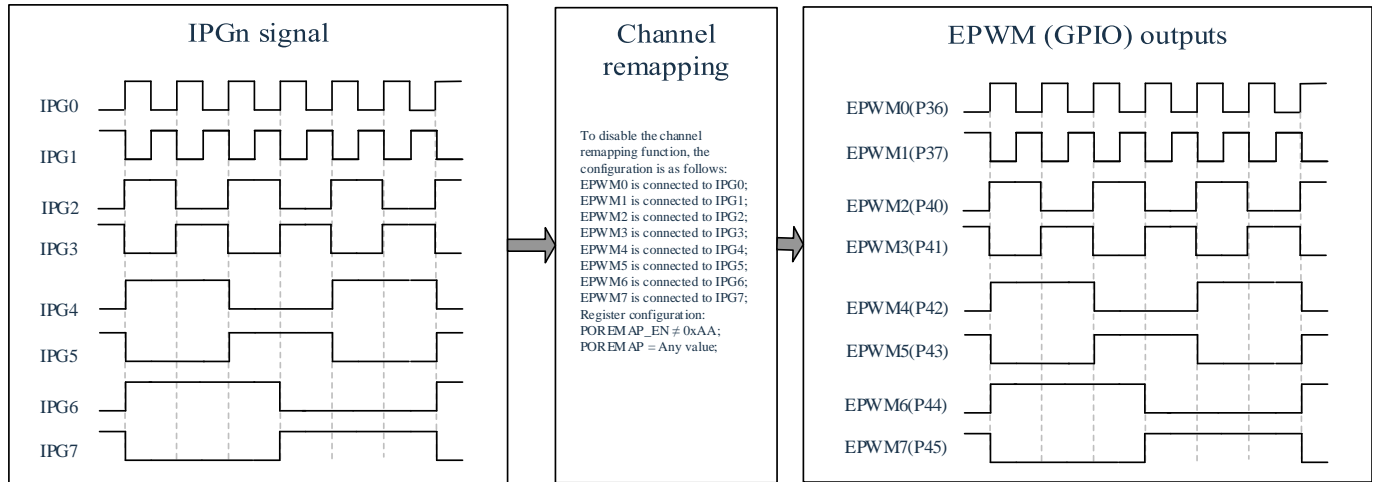 IPGn signal
IPG0
IPG1
IPG2
IPG3
IPG4
IPG5
IPG6
IPG7
Channel
remapping
To disable the channel
remapping function, the
configuration is as follows:
EPWM0 is connected to IPG0;
EPWM1 is connected to IPG1;
EPWM2 is connected to IPG2;
EPWM3 is connected to IPG3;
EPWM4 is connected to IPG4;
EPWM5 is connected to IPG5;
EPWM6 is connected to IPG6;
EPWM7 is connected to IPG7;
Register configuration:
POREMAP_EN ≠ 0xAA;
POREMAP = Any value;
EPWM (GPIO) outputs
EPWM0(P36)
EPWM1(P37)
EPWM2(P40)
EPWM3(P41)
EPWM4(P42)
EPWM5(P43)
EPWM6(P44)
EPWM7(P45)